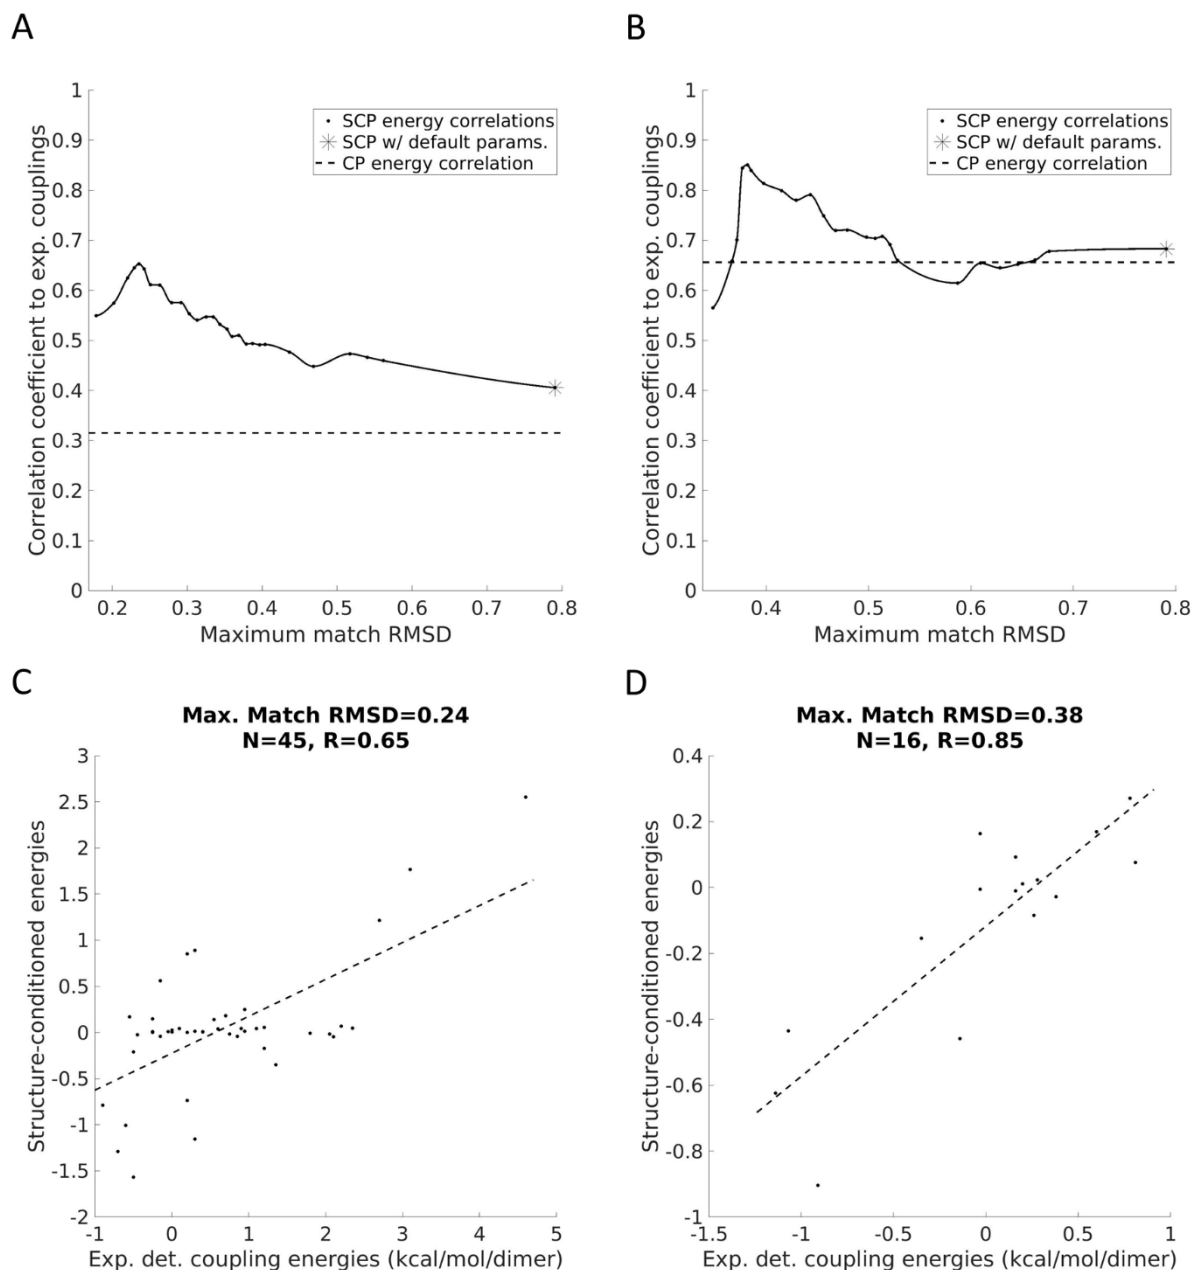 A
Correlation coefficient to exp. couplings
1
0.9
0.8
0.7
0.6
0.5
0.4
0.3
0.2
0.1
0
SCP energy correlations
SCP w/ default params.
CP energy correlation
0.2 0.3 0.4 0.5 0.6 0.7 0.8
Maximum match RMSD
B
Correlation coefficient to exp. couplings
1
0.9
0.8
0.7
0.6
0.5
0.4
0.3
0.2
0.1
0
SCP energy correlations
SCP w/ default params.
CP energy correlation
0.4 0.5 0.6 0.7 0.8
Maximum match RMSD
C
Max. Match RMSD=0.24
N=45, R=0.65
Structure-conditioned energies
3
2.5
2
1.5
1
0.5
0
-0.5
-1
-1.5
-2
-1 0 1 2 3 4 5
Exp. det. coupling energies (kcal/mol/dimer)
D
Max. Match RMSD=0.38
N=16, R=0.85
Structure-conditioned energies
0.4
0.2
0
-0.2
-0.4
-0.6
-0.8
-1
-1.5 -1 -0.5 0 0.5 1
Exp. det. coupling energies (kcal/mol/dimer)